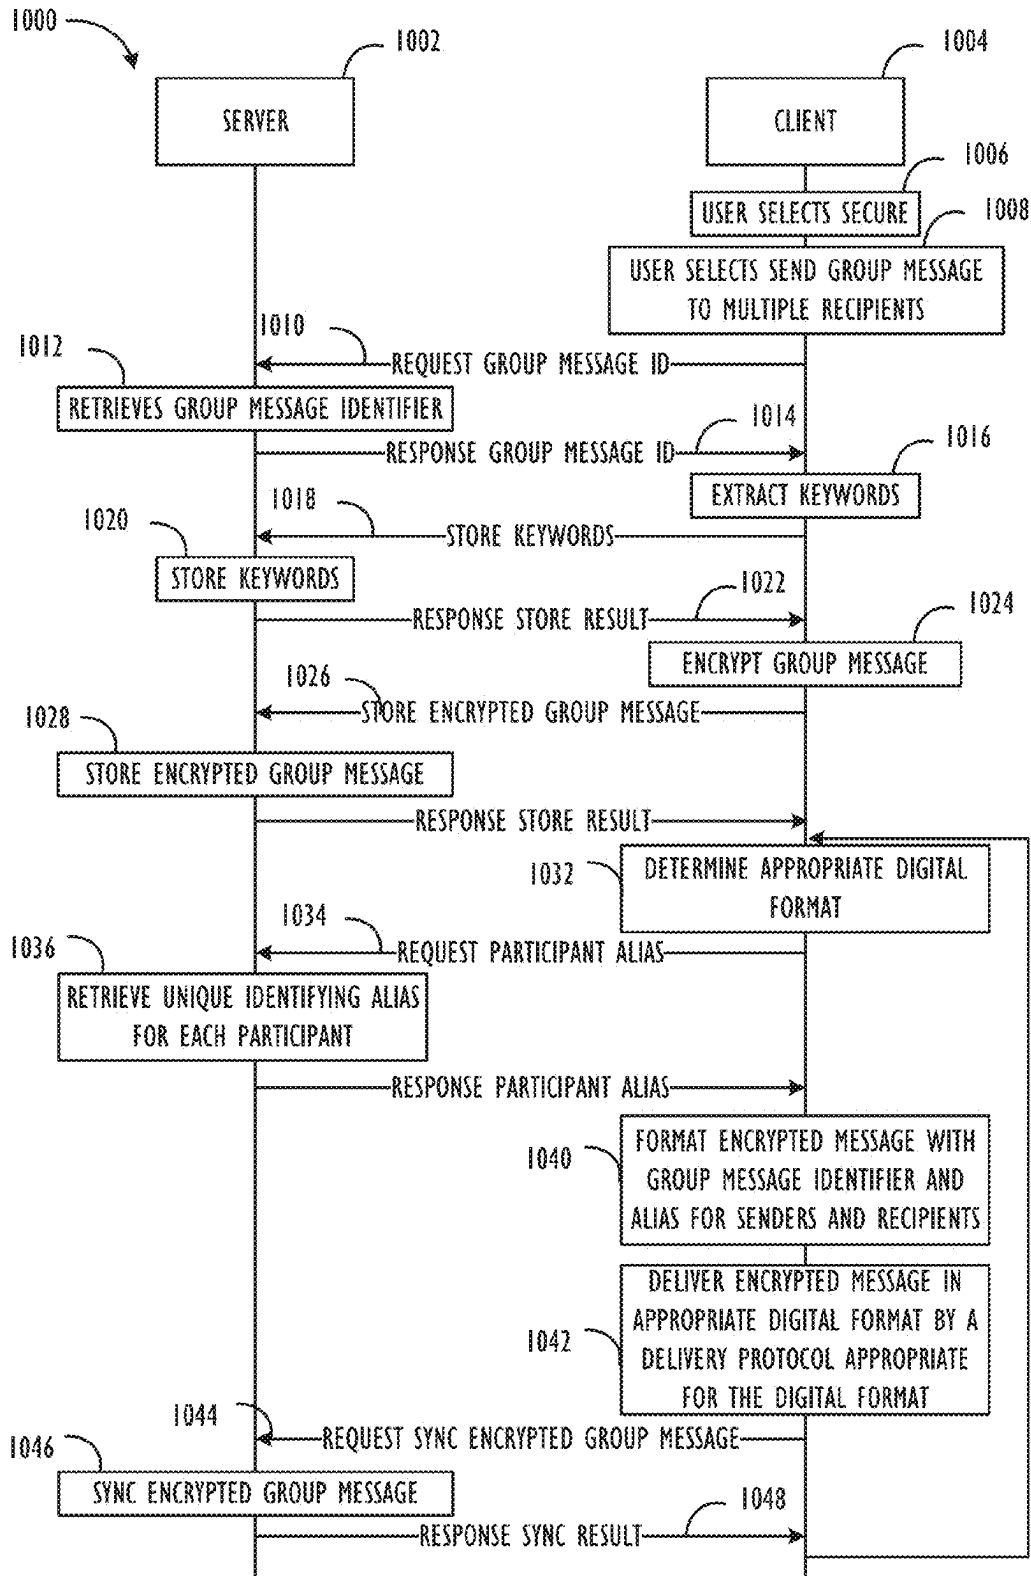 1000
1002
1004
SERVER
CLIENT
1006
USER SELECTS SECURE
1008
USER SELECTS SEND GROUP MESSAGE
TO MULTIPLE RECIPIENTS
1010
REQUEST GROUP MESSAGE ID
1012
RETRIEVES GROUP MESSAGE IDENTIFIER
1014
RESPONSE GROUP MESSAGE ID
1016
EXTRACT KEYWORDS
1018
STORE KEYWORDS
1020
STORE KEYWORDS
1022
RESPONSE STORE RESULT
1024
ENCRYPT GROUP MESSAGE
1026
STORE ENCRYPTED GROUP MESSAGE
1028
STORE ENCRYPTED GROUP MESSAGE
RESPONSE STORE RESULT
1032
DETERMINE APPROPRIATE DIGITAL
FORMAT
1034
REQUEST PARTICIPANT ALIAS
1036
RETRIEVE UNIQUE IDENTIFYING ALIAS
FOR EACH PARTICIPANT
RESPONSE PARTICIPANT ALIAS
1040
FORMAT ENCRYPTED MESSAGE WITH
GROUP MESSAGE IDENTIFIER AND
ALIAS FOR SENDERS AND RECIPIENTS
1042
DELIVER ENCRYPTED MESSAGE IN
APPROPRIATE DIGITAL FORMAT BY A
DELIVERY PROTOCOL APPROPRIATE
FOR THE DIGITAL FORMAT
1044
REQUEST SYNC ENCRYPTED GROUP MESSAGE
1046
SYNC ENCRYPTED GROUP MESSAGE
1048
RESPONSE SYNC RESULT